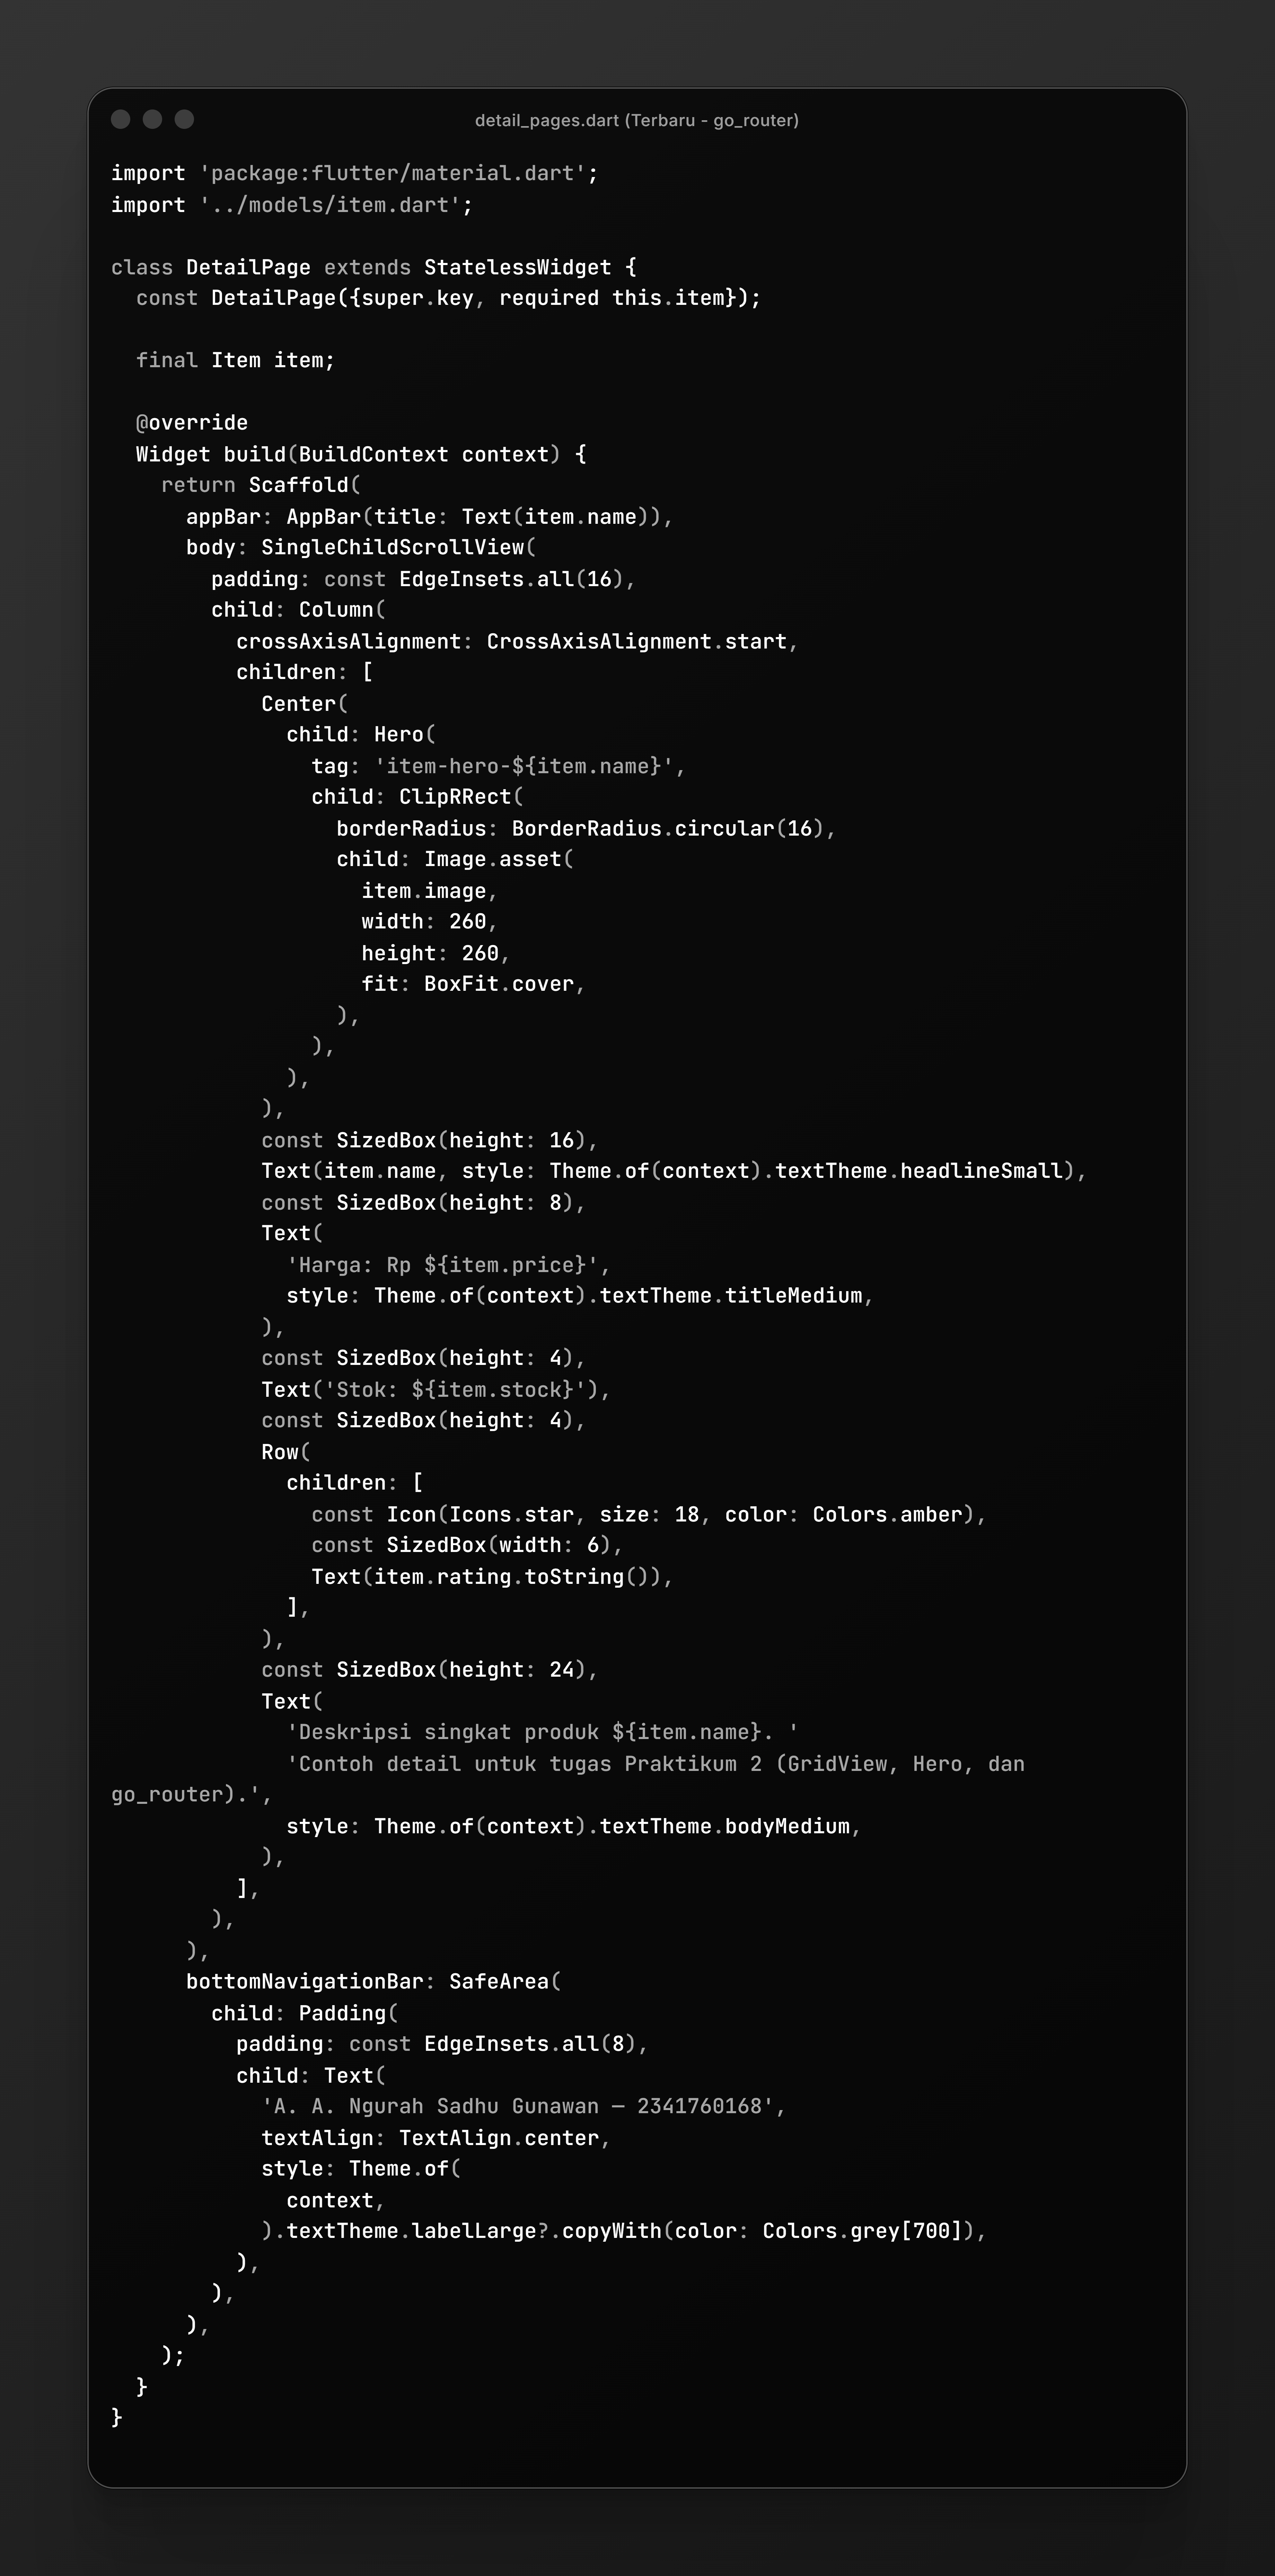 detail_pages.dart (Terbaru - go_router)
import 'package:flutter/material.dart';
import '../models/item.dart';

class DetailPage extends StatelessWidget {
  const DetailPage({super.key, required this.item});

  final Item item;

  @override
  Widget build(BuildContext context) {
    return Scaffold(
      appBar: AppBar(title: Text(item.name)),
      body: SingleChildScrollView(
        padding: const EdgeInsets.all(16),
        child: Column(
          crossAxisAlignment: CrossAxisAlignment.start,
          children: [
            Center(
              child: Hero(
                tag: 'item-hero-${item.name}',
                child: ClipRRect(
                  borderRadius: BorderRadius.circular(16),
                  child: Image.asset(
                    item.image,
                    width: 260,
                    height: 260,
                    fit: BoxFit.cover,
                  ),
                ),
              ),
            ),
            const SizedBox(height: 16),
            Text(item.name, style: Theme.of(context).textTheme.headlineSmall),
            const SizedBox(height: 8),
            Text(
              'Harga: Rp ${item.price}',
              style: Theme.of(context).textTheme.titleMedium,
            ),
            const SizedBox(height: 4),
            Text('Stok: ${item.stock}'),
            const SizedBox(height: 4),
            Row(
              children: [
                const Icon(Icons.star, size: 18, color: Colors.amber),
                const SizedBox(width: 6),
                Text(item.rating.toString()),
              ],
            ),
            const SizedBox(height: 24),
            Text(
              'Deskripsi singkat produk ${item.name}. '
              'Contoh detail untuk tugas Praktikum 2 (GridView, Hero, dan
go_router).',
              style: Theme.of(context).textTheme.bodyMedium,
            ),
          ],
        ),
      ),
      bottomNavigationBar: SafeArea(
        child: Padding(
          padding: const EdgeInsets.all(8),
          child: Text(
            'A. A. Ngurah Sadhu Gunawan — 2341760168',
            textAlign: TextAlign.center,
            style: Theme.of(
              context,
            ).textTheme.labelLarge?.copyWith(color: Colors.grey[700]),
          ),
        ),
      ),
    );
  }
}